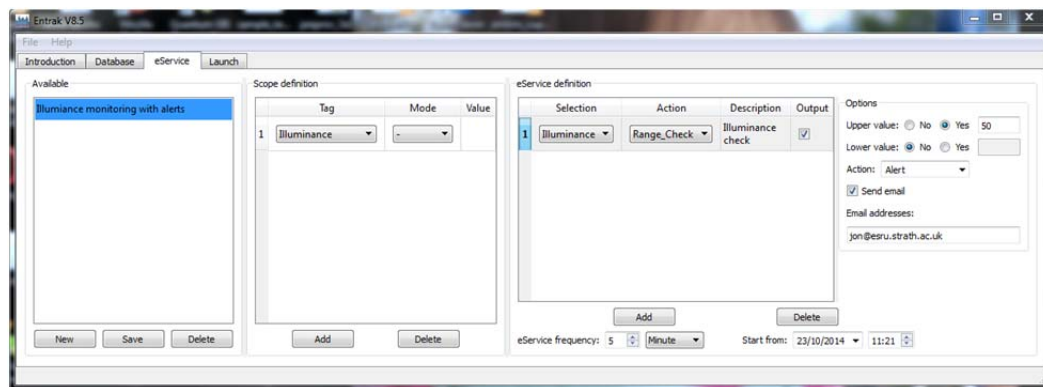 Entrak V8.5
File Help
Introduction Database eService Launch
Available
Illumiance monitoring with alerts
New Save Delete
Scope definition
Tag Mode Value
1 Illuminance -
Add Delete
eService definition
Selection Action Description Output
1 Illuminance Range_Check Illuminance
check
Add Delete
eService frequency: 5 Minute Start from: 23/10/2014 11:21
Options
Upper value: No Yes 50
Lower value: No Yes
Action: Alert
Send email
Email addresses:
jon@esru.strath.ac.uk